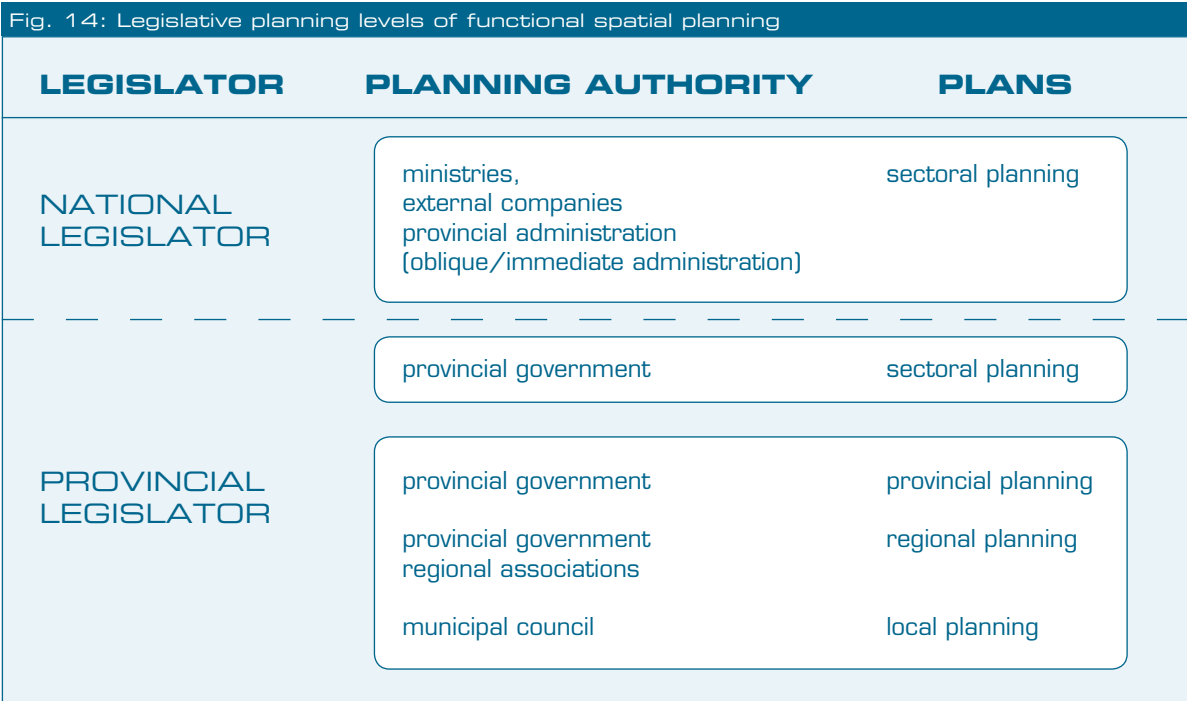 Fig. 14: Legislative planning levels of functional spatial planning
LEGISLATOR PLANNING AUTHORITY PLANS
NATIONAL
LEGISLATOR
ministries, sectoral planning
external companies
provincial administration
(oblique/immediate administration)
provincial government sectoral planning
PROVINCIAL
LEGISLATOR
provincial government provincial planning
provincial government regional planning
regional associations
municipal council local planning